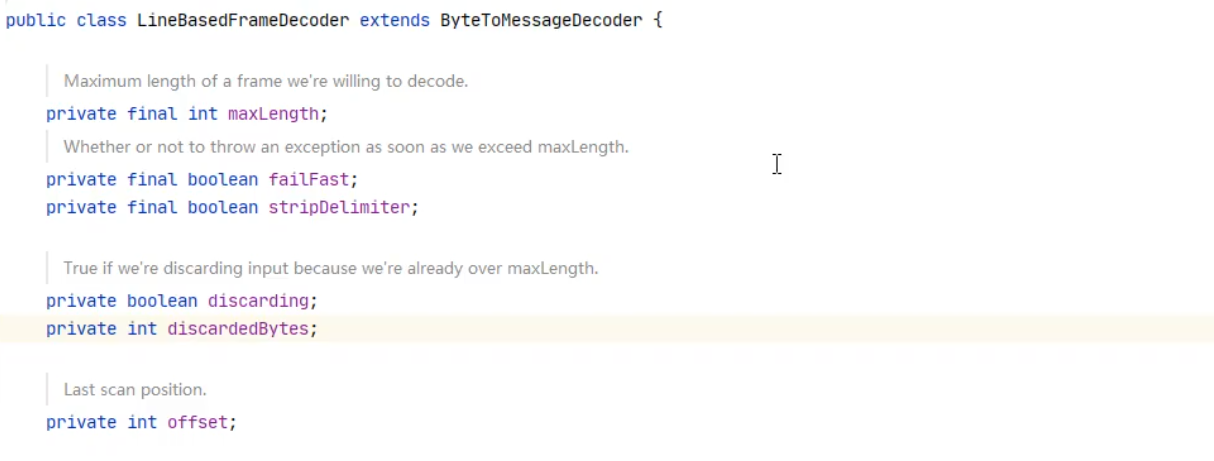 public class LineBasedFrameDecoder extends ByteToMessageDecoder {
Maximum length of a frame we're willing to decode.
private final int maxLength;
Whether or not to throw an exception as soon as we exceed maxLength.
private final boolean failFast;
private final boolean stripDelimiter;
True if we're discarding input because we're already over maxLength.
private boolean discarding;
private int discardedBytes;
Last scan position.
private int offset;